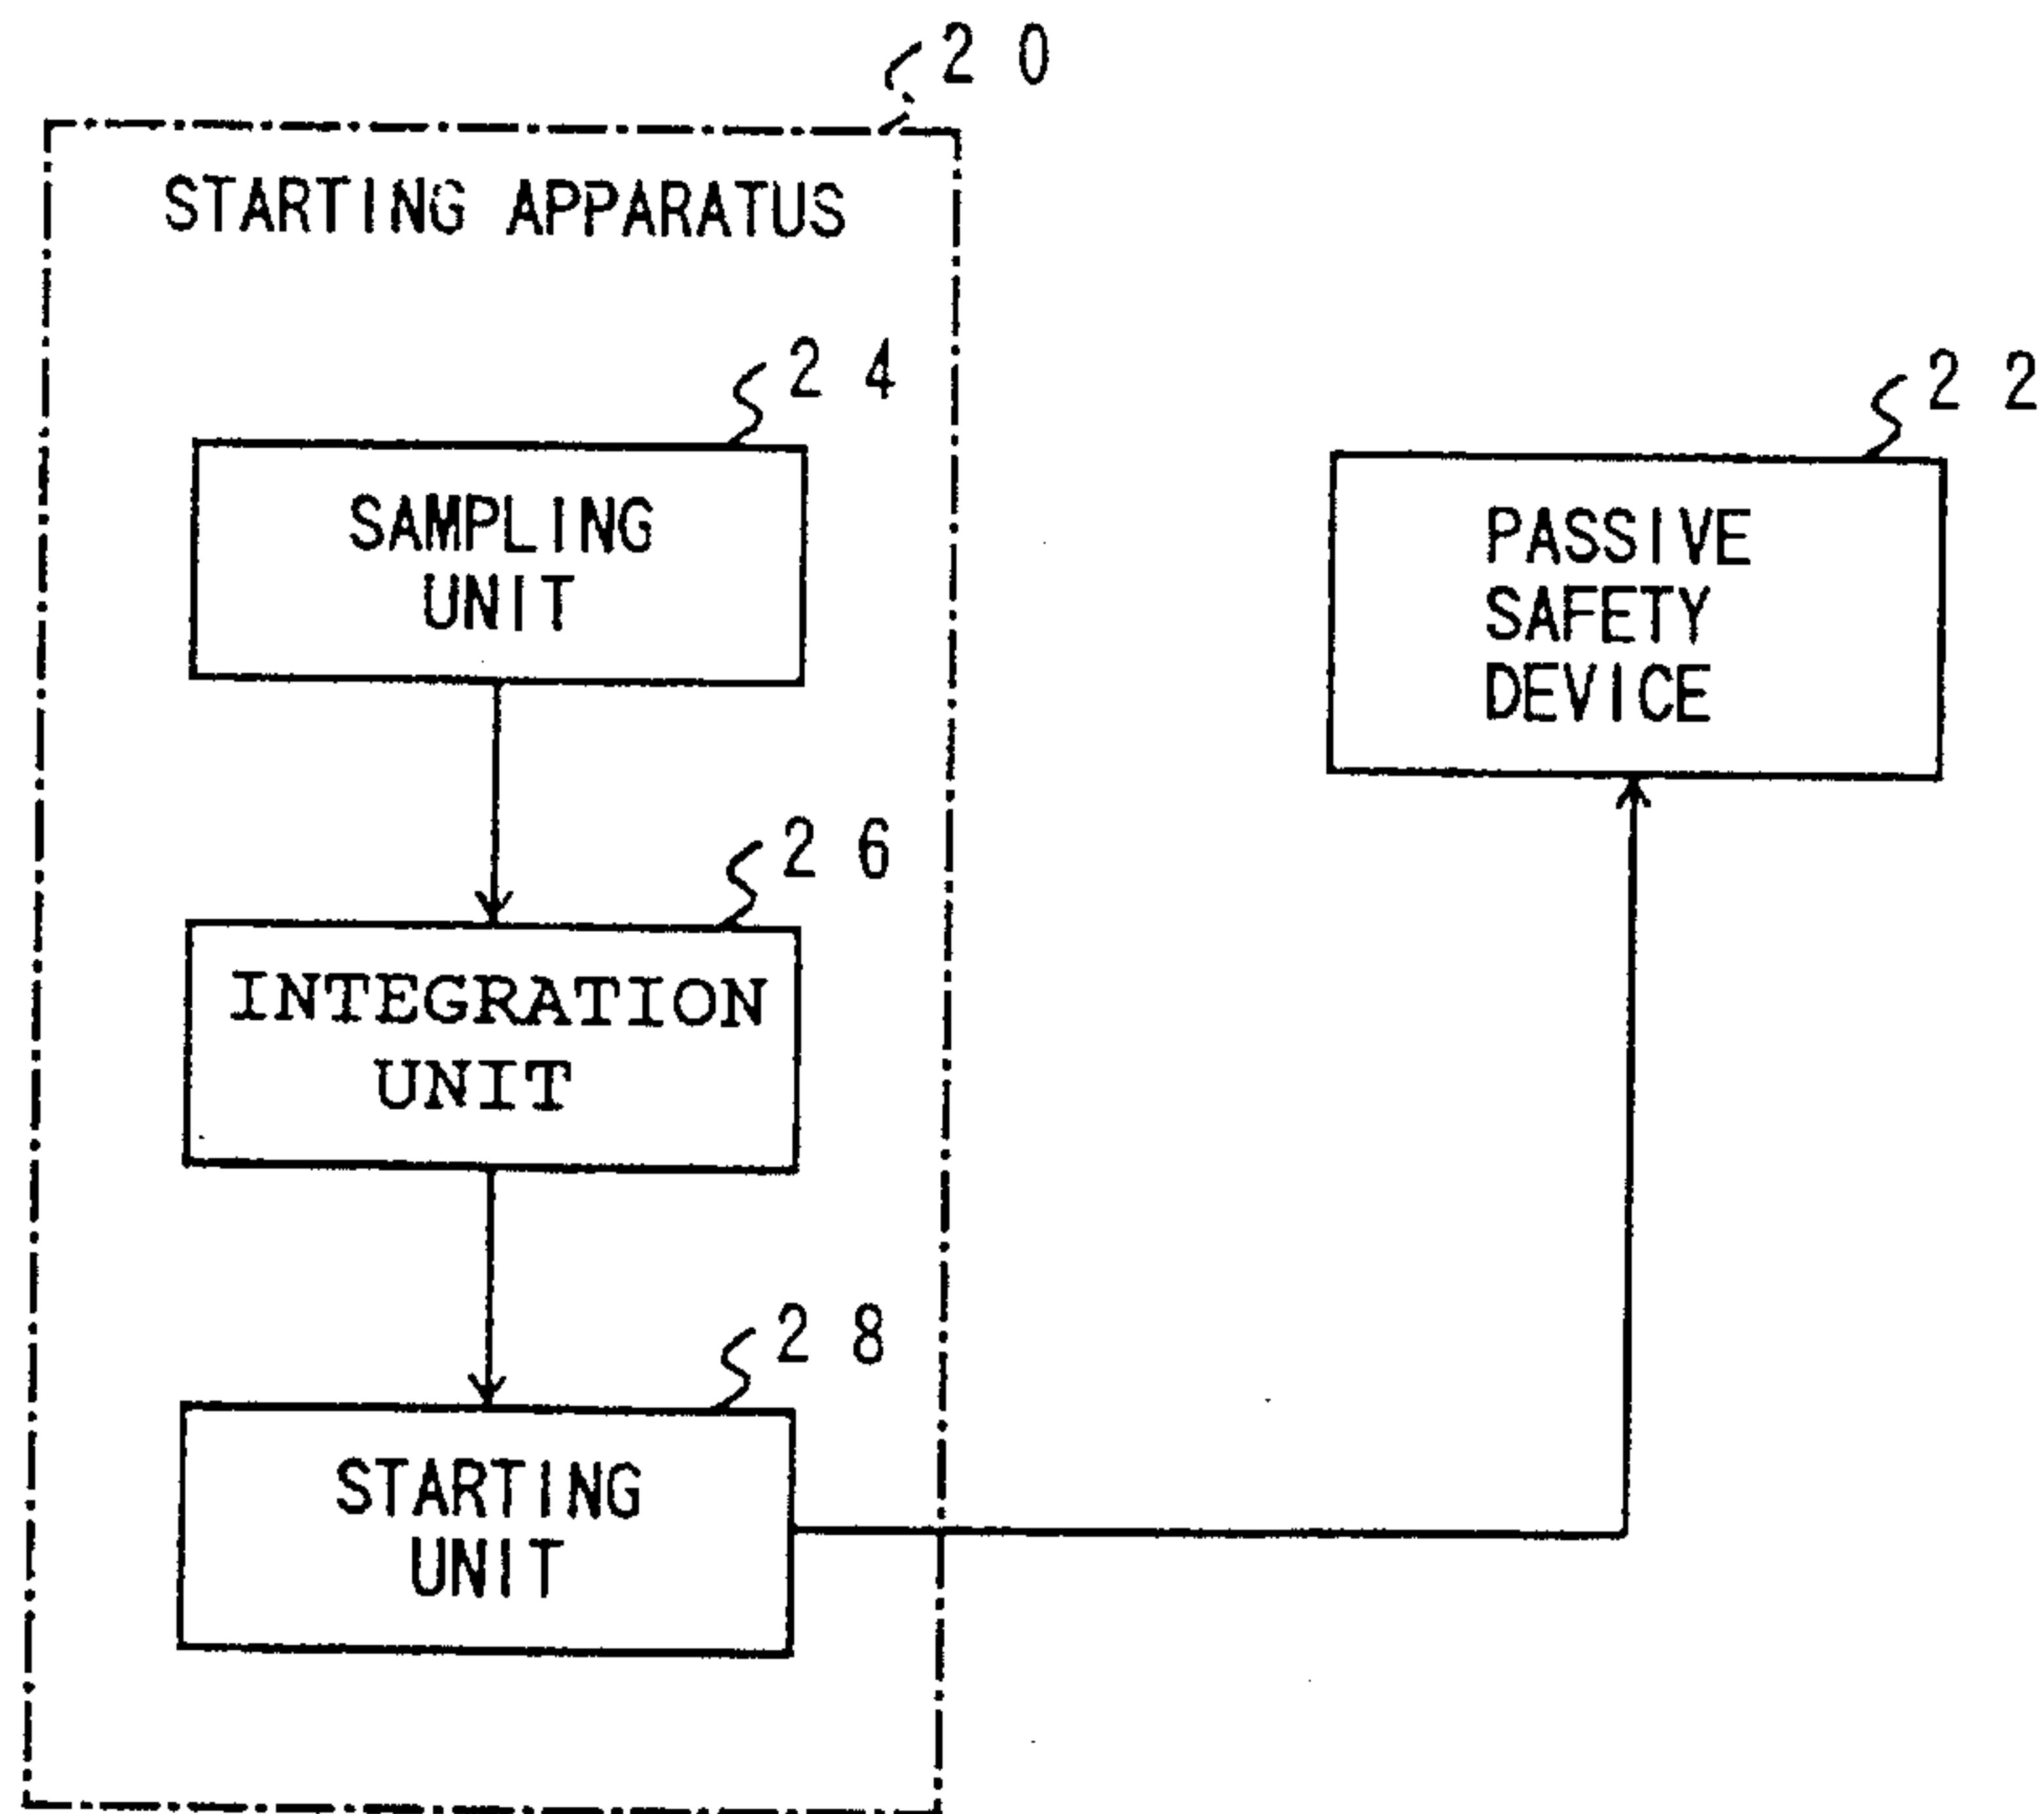 20
STARTING APPARATUS
24
SAMPLING
UNIT
22
PASSIVE
SAFETY
DEVICE
26
INTEGRATION
UNIT
28
STARTING
UNIT